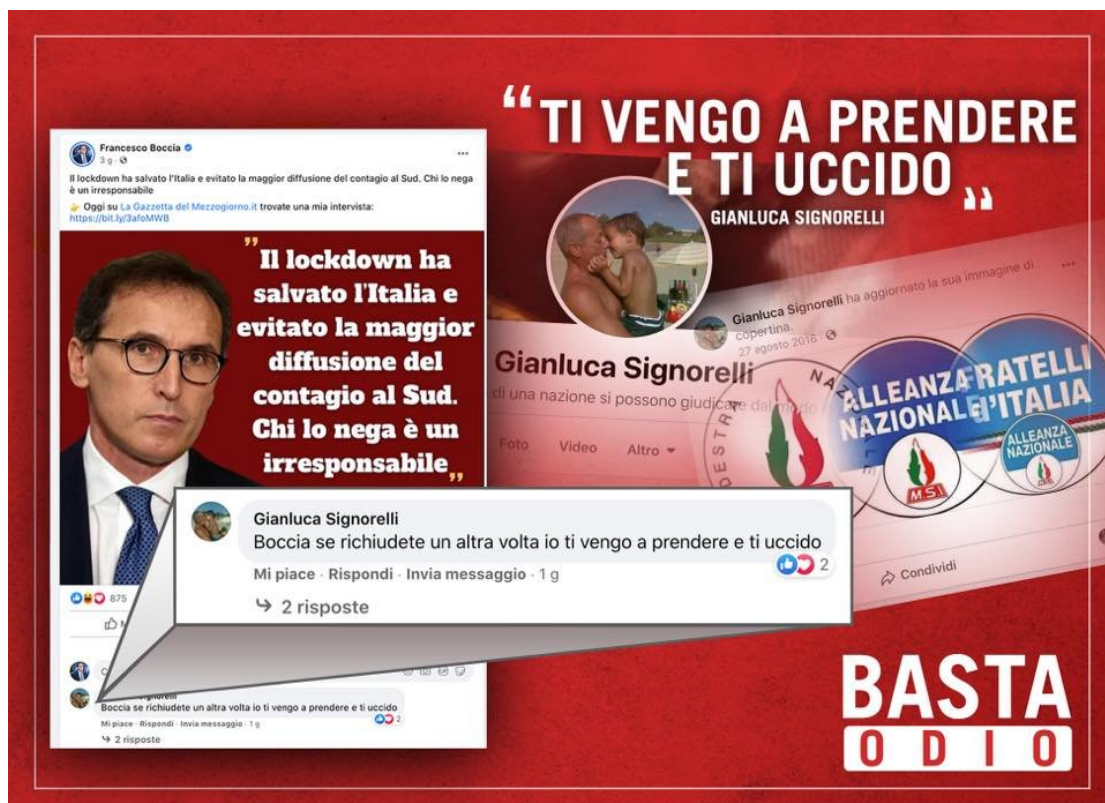 Francesco Boccia
3 g ·
Il lockdown ha salvato l'Italia e evitato la maggior diffusione del contagio al Sud. Chi lo nega
è un irresponsabile
👉 Oggi su La Gazzetta del Mezzogiorno.it trovate una mia intervista:
https://bit.ly/3afoMWB
"Il lockdown ha
salvato l'Italia e
evitato la maggior
diffusione del
contagio al Sud.
Chi lo nega è un
irresponsabile„
875
Signorelli
Boccia se richiudete un altra volta io ti vengo a prendere e ti uccido
2
Mi piace · Rispondi · Invia messaggio · 1 g
↳ 2 risposte
Gianluca Signorelli
Boccia se richiudete un altra volta io ti vengo a prendere e ti uccido
2
Mi piace · Rispondi · Invia messaggio · 1 g
↳ 2 risposte
“TI VENGO A PRENDERE
E TI UCCIDO„
GIANLUCA SIGNORELLI
Gianluca Signorelli ha aggiornato la sua immagine di
copertina.
27 agosto 2016 ·
Gianluca Signorelli
di una nazione si possono giudicare dal modo
Foto Video Altro
DESTRA NAZIONALE
ALLEANZA
NAZIONALE
M.S.I.
FRATELLI
d'ITALIA
ALLEANZA
NAZIONALE
Condividi
BASTA
ODIO